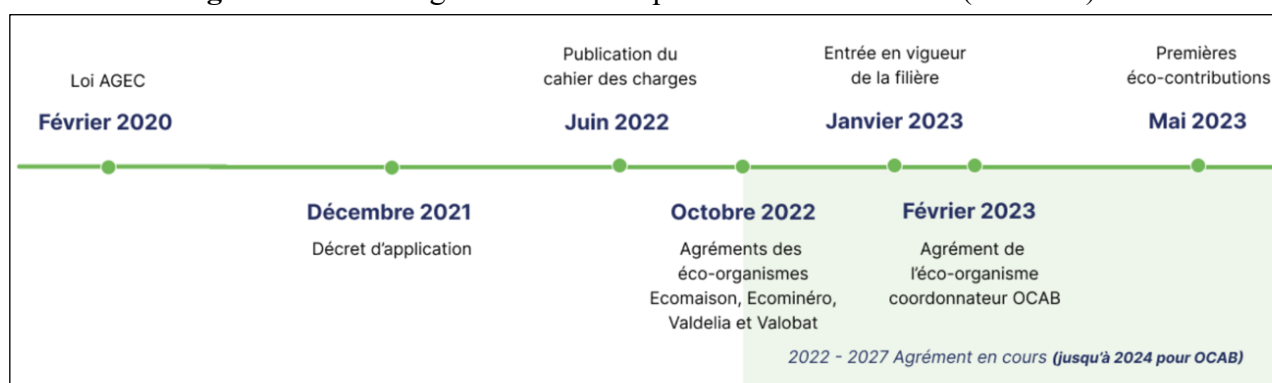 Loi AGEC
Février 2020
Publication du
cahier des charges
Juin 2022
Entrée en vigueur
de la filière
Janvier 2023
Premières
éco-contributions
Mai 2023
Décembre 2021
Décret d'application
Octobre 2022
Agréments des
éco-organismes
Ecomaison, Ecominéro,
Valdelia et Valobat
Février 2023
Agrément de
l'éco-organisme
coordonnateur OCAB
2022 - 2027 Agrément en cours (jusqu'à 2024 pour OCAB)